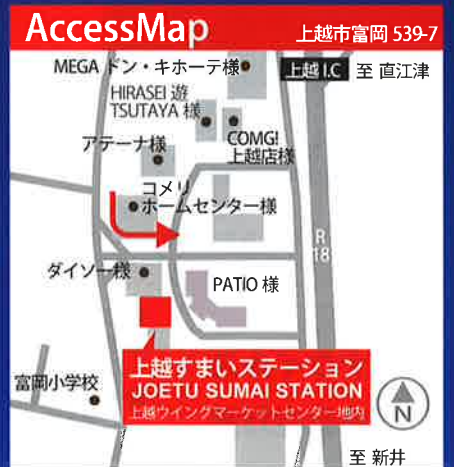 AccessMap
上越市富岡 539-7
MEGA ドン・キホーテ様
上越 I.C
至 直江津
HIRASEI 遊
TSUTAYA 様
COMG!
上越店様
アテーナ様
コメリ
ホームセンター様
R
18
ダイソー様
PATIO 様
上越すまいステーション
JOETU SUMAI STATION
上越ウイングマーケットセンター地内
富岡小学校
N
至 新井